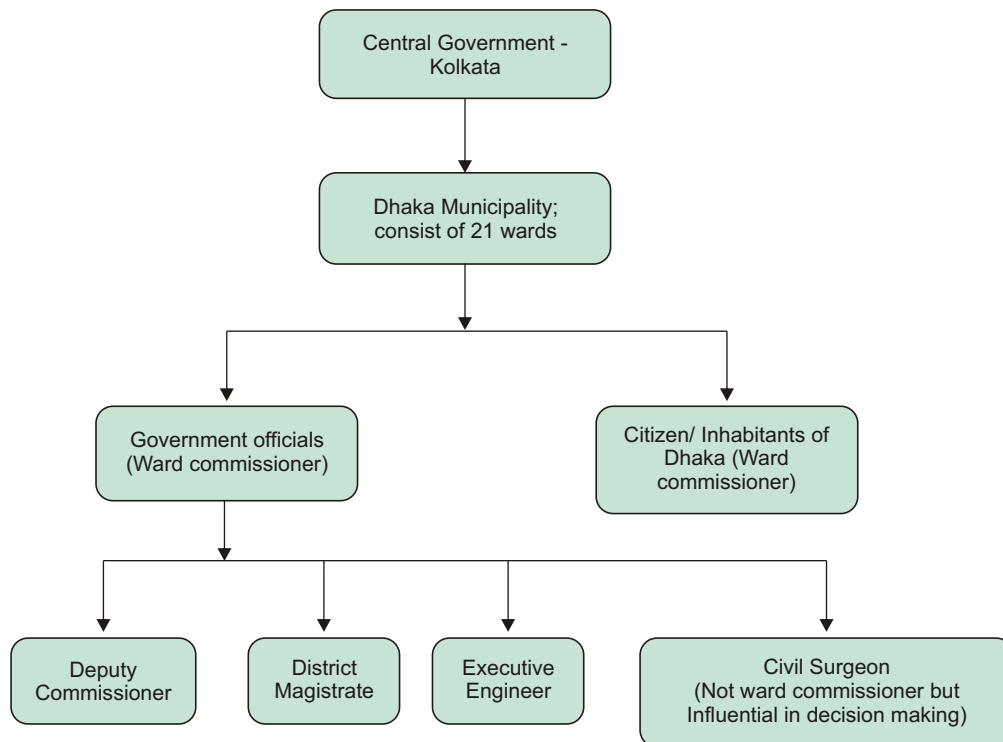 Central Government -
Kolkata
Dhaka Municipality;
consist of 21 wards
Government officials
(Ward commissioner)
Citizen/ Inhabitants of
Dhaka (Ward
commissioner)
Deputy
Commissioner
District
Magistrate
Executive
Engineer
Civil Surgeon
(Not ward commissioner but
Influential in decision making)